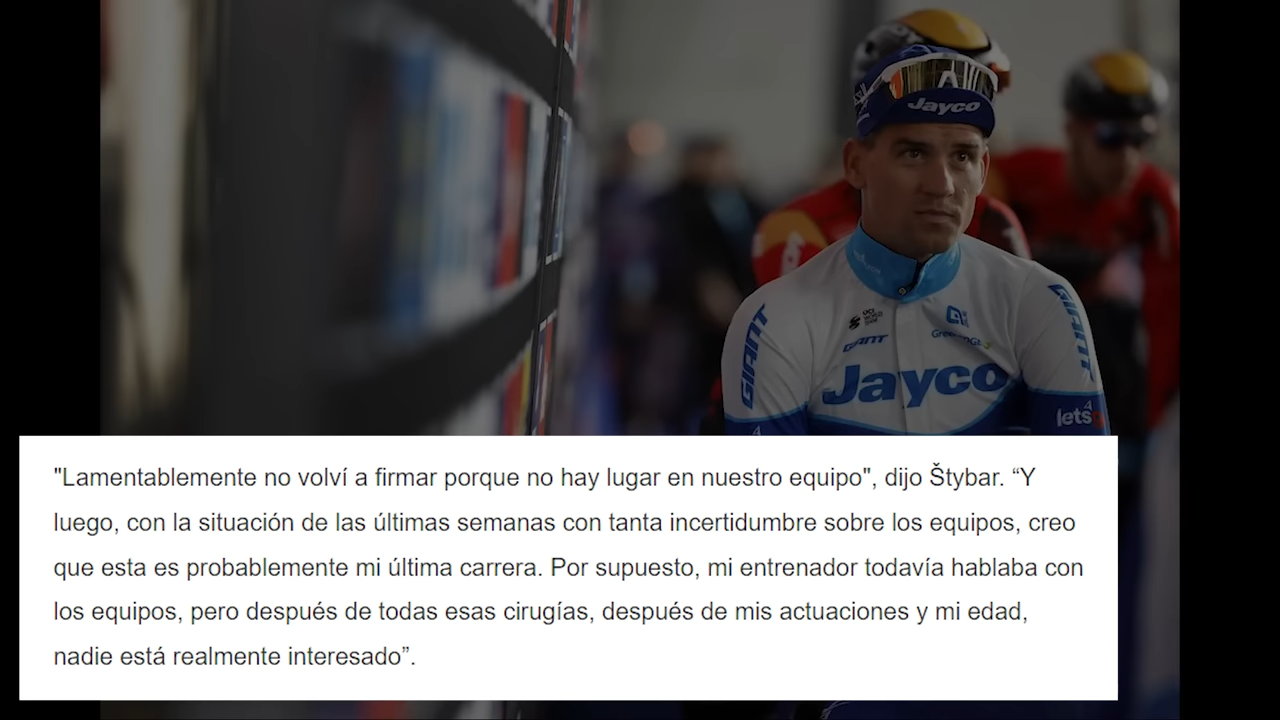 Jayco
GIANT
GIANT
GIANT
Jayco
lets
"Lamentablemente no volví a firmar porque no hay lugar en nuestro equipo", dijo Štybar. “Y
luego, con la situación de las últimas semanas con tanta incertidumbre sobre los equipos, creo
que esta es probablemente mi última carrera. Por supuesto, mi entrenador todavía hablaba con
los equipos, pero después de todas esas cirugías, después de mis actuaciones y mi edad,
nadie está realmente interesado”.